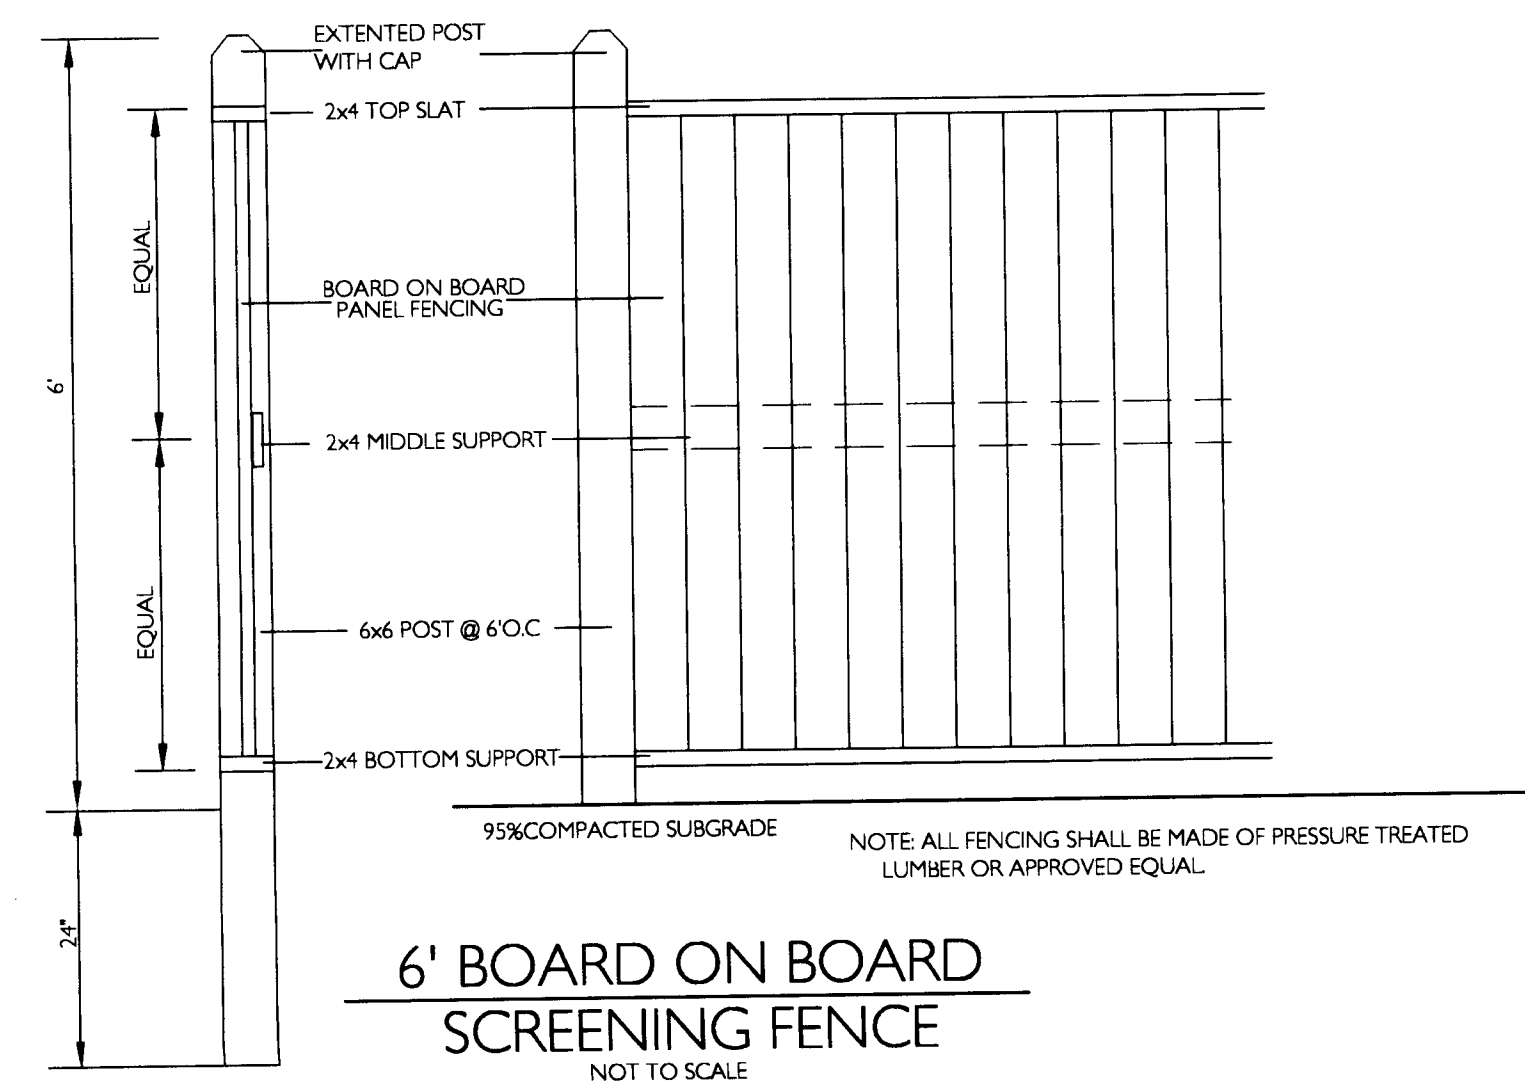 EXTENTED POST
WITH CAP
2x4 TOP SLAT
EQUAL
BOARD ON BOARD
PANEL FENCING
6'
2x4 MIDDLE SUPPORT
EQUAL
6x6 POST @ 6'O.C
2x4 BOTTOM SUPPORT
95%COMPACTED SUBGRADE
NOTE: ALL FENCING SHALL BE MADE OF PRESSURE TREATED
LUMBER OR APPROVED EQUAL
24"
6' BOARD ON BOARD
SCREENING FENCE
NOT TO SCALE